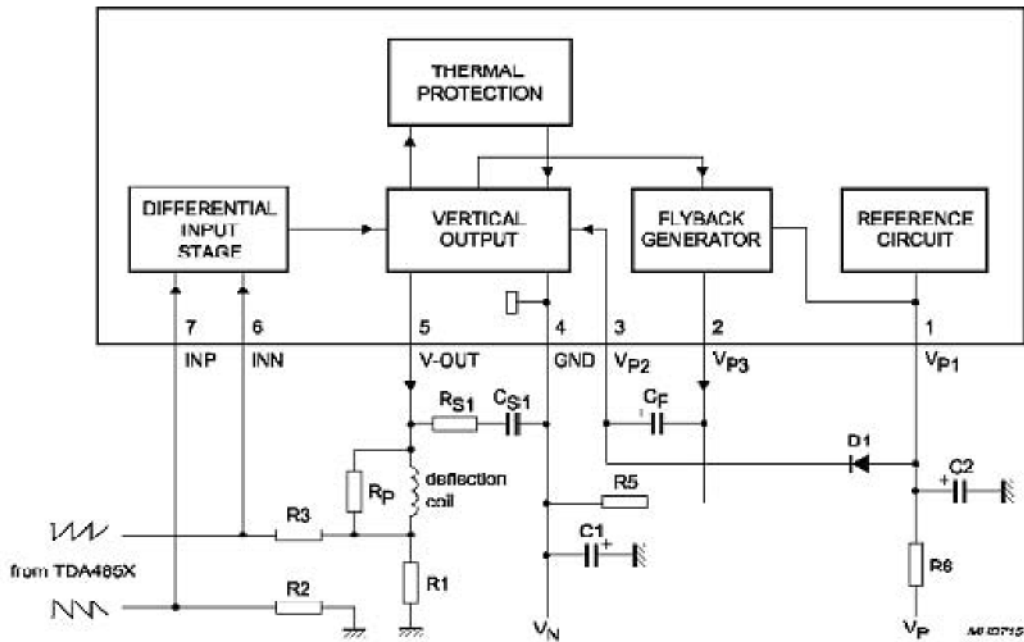 THERMAL
PROTECTION
DIFFERENTIAL
INPUT
STAGE
VERTICAL
OUTPUT
FLYBACK
GENERATOR
REFERENCE
CIRCUIT
7 6 5 4 3 2 1
INP INN V-OUT GND VP2 VP3 VP1
RS1 CS1 CF
D1
RP
deflection
coil
R5
+ C2
R3
C1 +
from TDA485X
R1
R6
R2
VN
VP